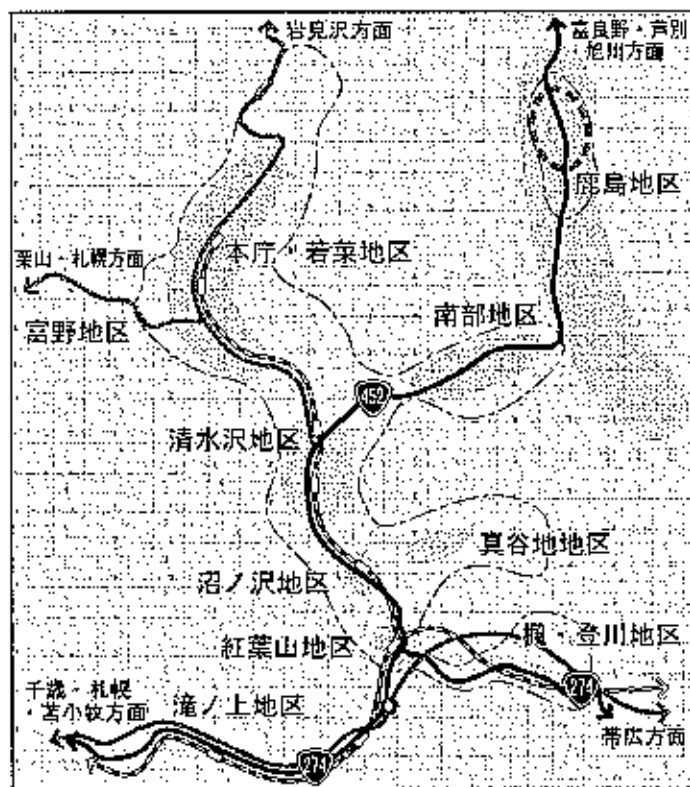 岩見沢方面
富良野・芦別
・旭川方面
鹿島地区
本庁・若菜地区
栗山・札幌方面
富野地区
南部地区
452
清水沢地区
真谷地地区
沼ノ沢地区
紅葉山地区
楓・登川地区
千歳・札幌
・苫小牧方面
滝ノ上地区
274
274
帯広方面